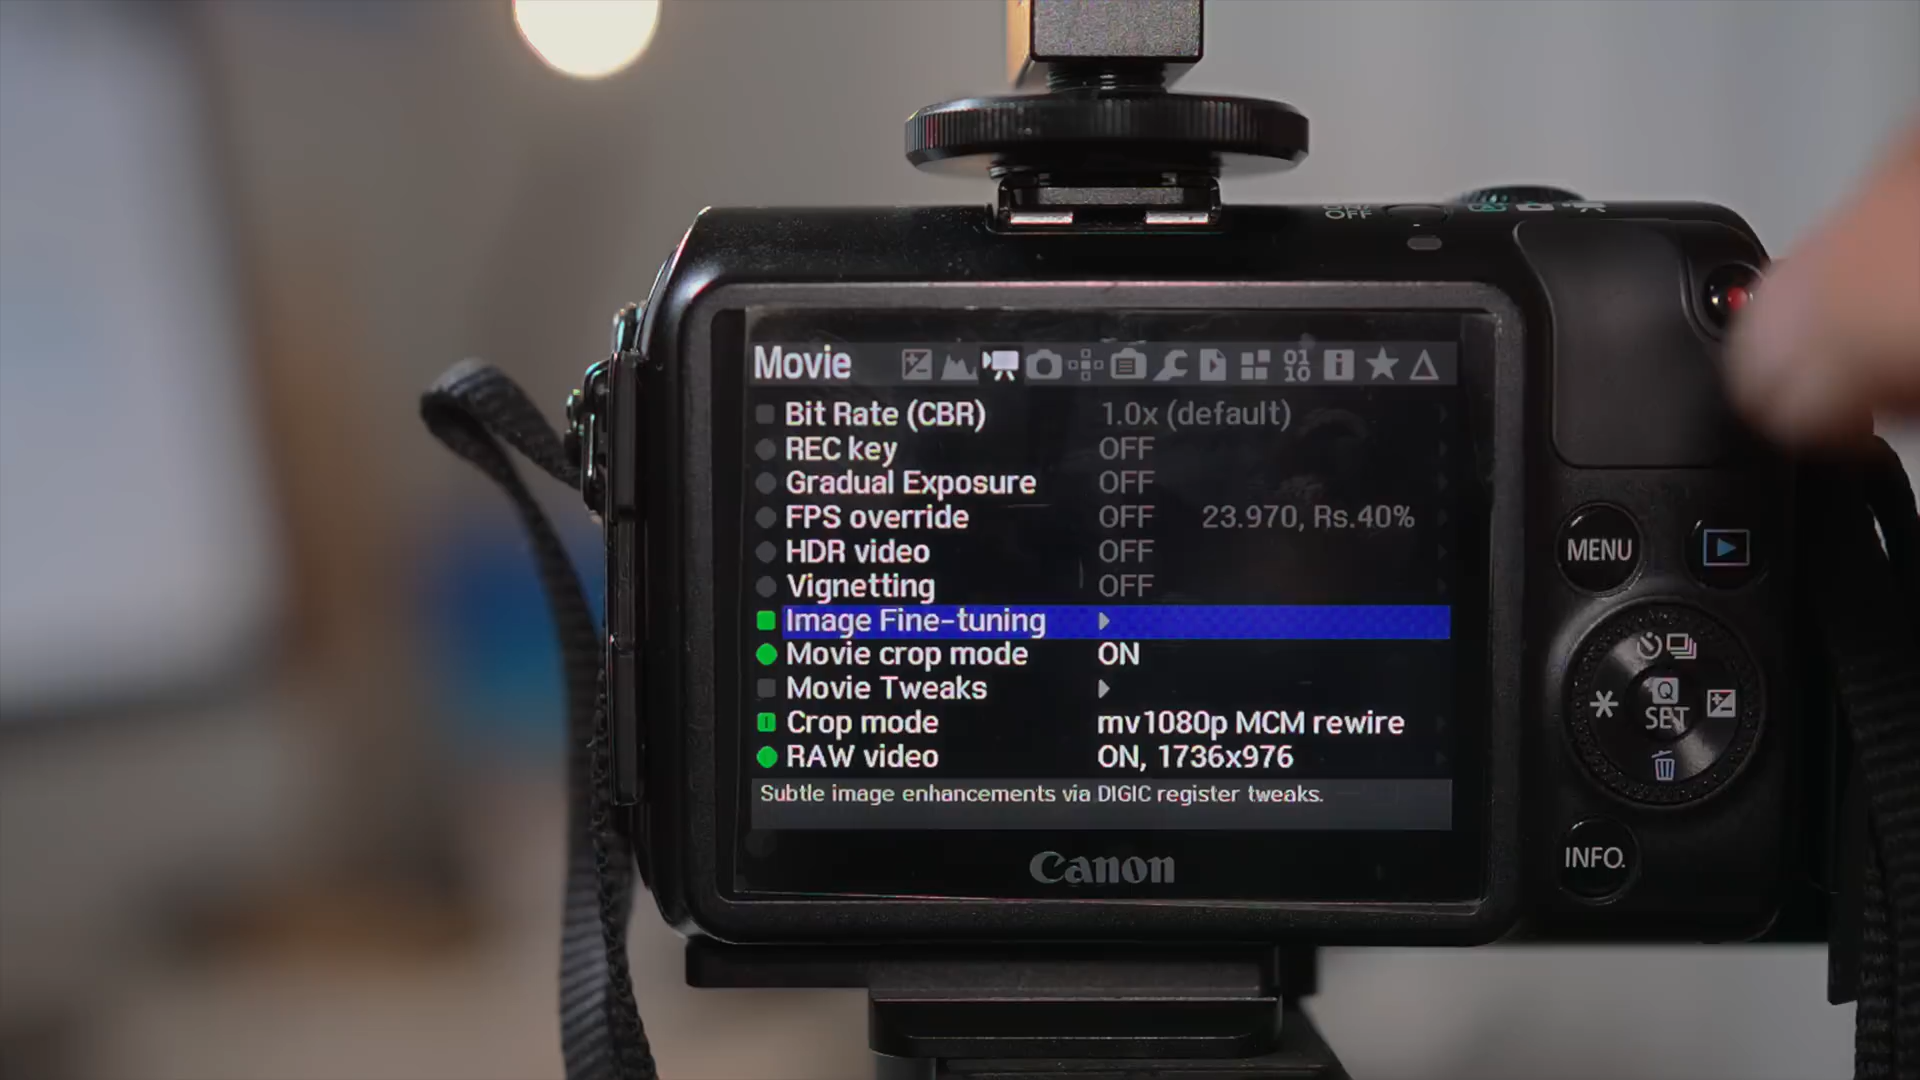 OFF
Movie
Bit Rate (CBR) 1.0x (default)
REC key OFF
Gradual Exposure OFF
FPS override OFF 23.970, Rs.40%
HDR video OFF
Vignetting OFF
Image Fine-tuning
Movie crop mode ON
Movie Tweaks
Crop mode mv1080p MCM rewire
RAW video ON, 1736x976
Subtle image enhancements via DIGIC register tweaks.
Canon
MENU
Q
SET
INFO.